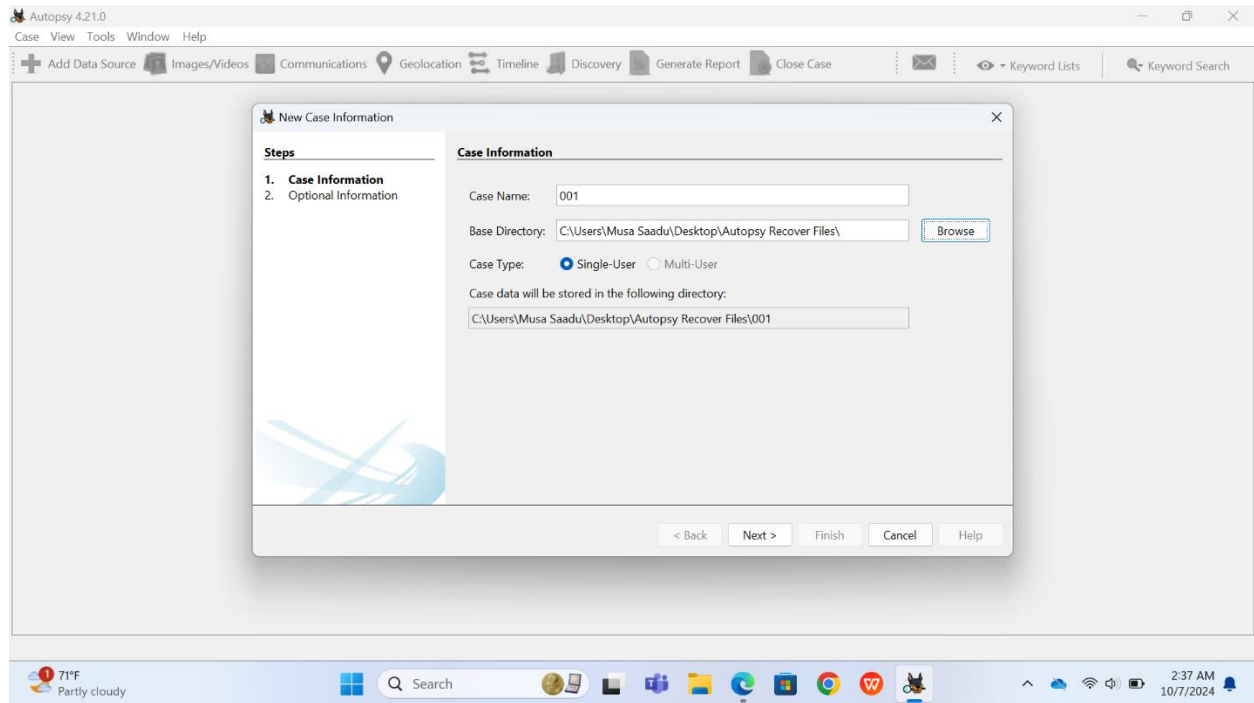 Autopsy 4.21.0
Case View Tools Window Help
Add Data Source Images/Videos Communications Geolocation Timeline Discovery Generate Report Close Case Keyword Lists Keyword Search
New Case Information
Steps
1. Case Information
2. Optional Information
Case Information
Case Name: 001
Base Directory: C:\Users\Musa Saadu\Desktop\Autopsy Recover Files\ Browse
Case Type: Single-User Multi-User
Case data will be stored in the following directory:
C:\Users\Musa Saadu\Desktop\Autopsy Recover Files\001
< Back Next > Finish Cancel Help
1 71°F
Partly cloudy
Search
2:37 AM
10/7/2024